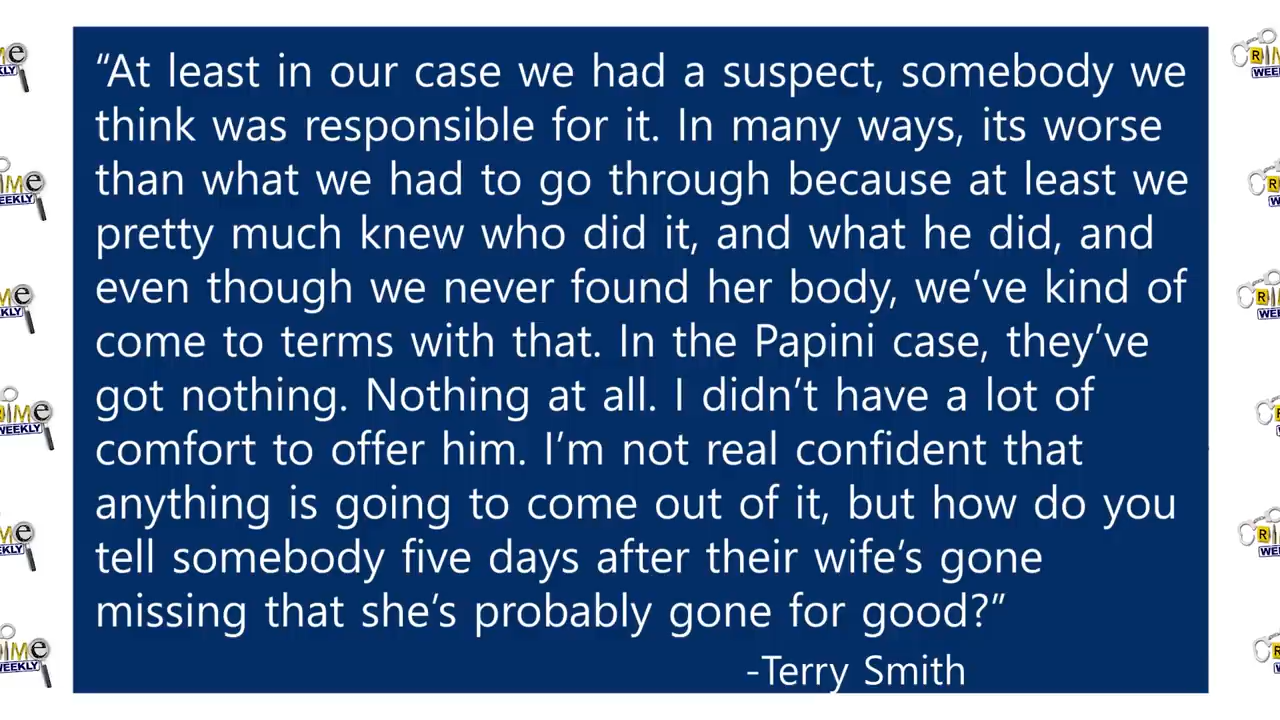 “At least in our case we had a suspect, somebody we
think was responsible for it. In many ways, its worse
than what we had to go through because at least we
pretty much knew who did it, and what he did, and
even though we never found her body, we’ve kind of
come to terms with that. In the Papini case, they’ve
got nothing. Nothing at all. I didn’t have a lot of
comfort to offer him. I’m not real confident that
anything is going to come out of it, but how do you
tell somebody five days after their wife’s gone
missing that she’s probably gone for good?”
-Terry Smith